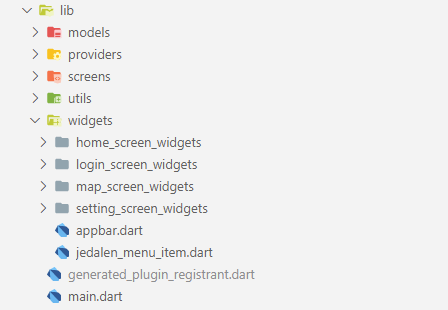 lib
models
providers
screens
utils
widgets
home_screen_widgets
login_screen_widgets
map_screen_widgets
setting_screen_widgets
appbar.dart
jedalen_menu_item.dart
generated_plugin_registrant.dart
main.dart